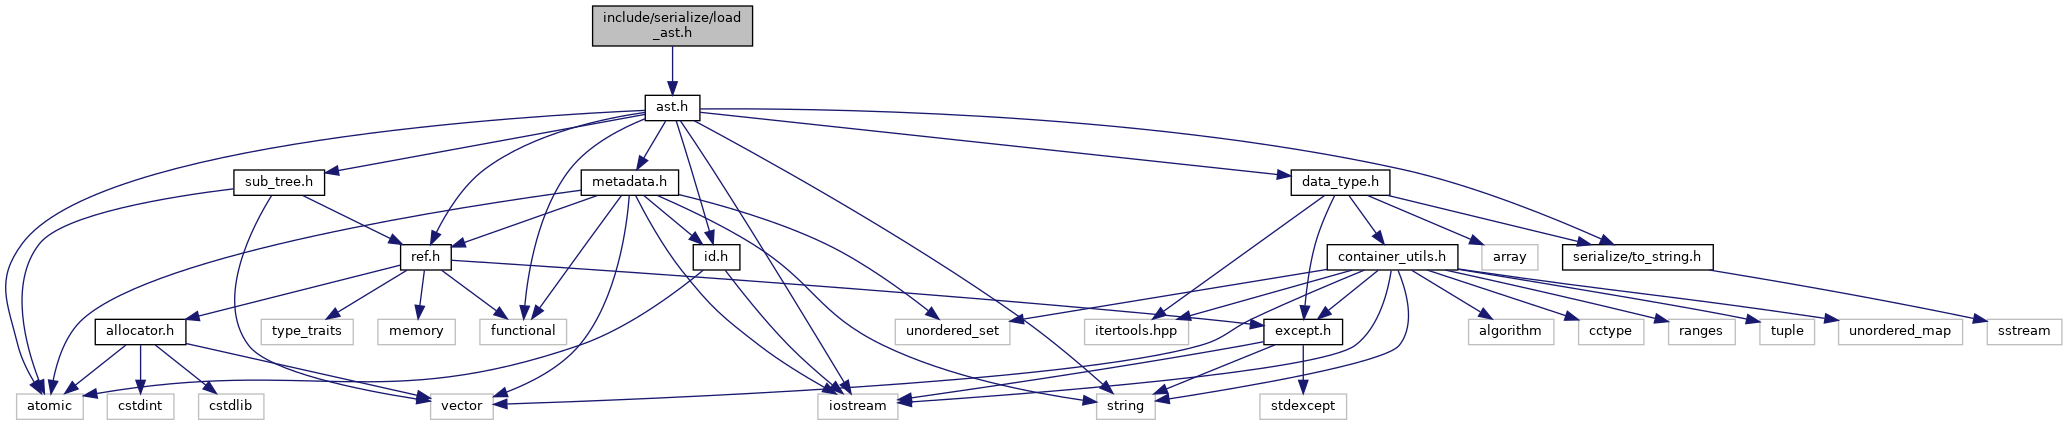 include/serialize/load
_ast.h
ast.h
sub_tree.h
metadata.h
data_type.h
ref.h
id.h
container_utils.h
array
serialize/to_string.h
allocator.h
type_traits
memory
functional
unordered_set
itertools.hpp
except.h
algorithm
cctype
ranges
tuple
unordered_map
sstream
atomic
cstdint
cstdlib
vector
iostream
string
stdexcept